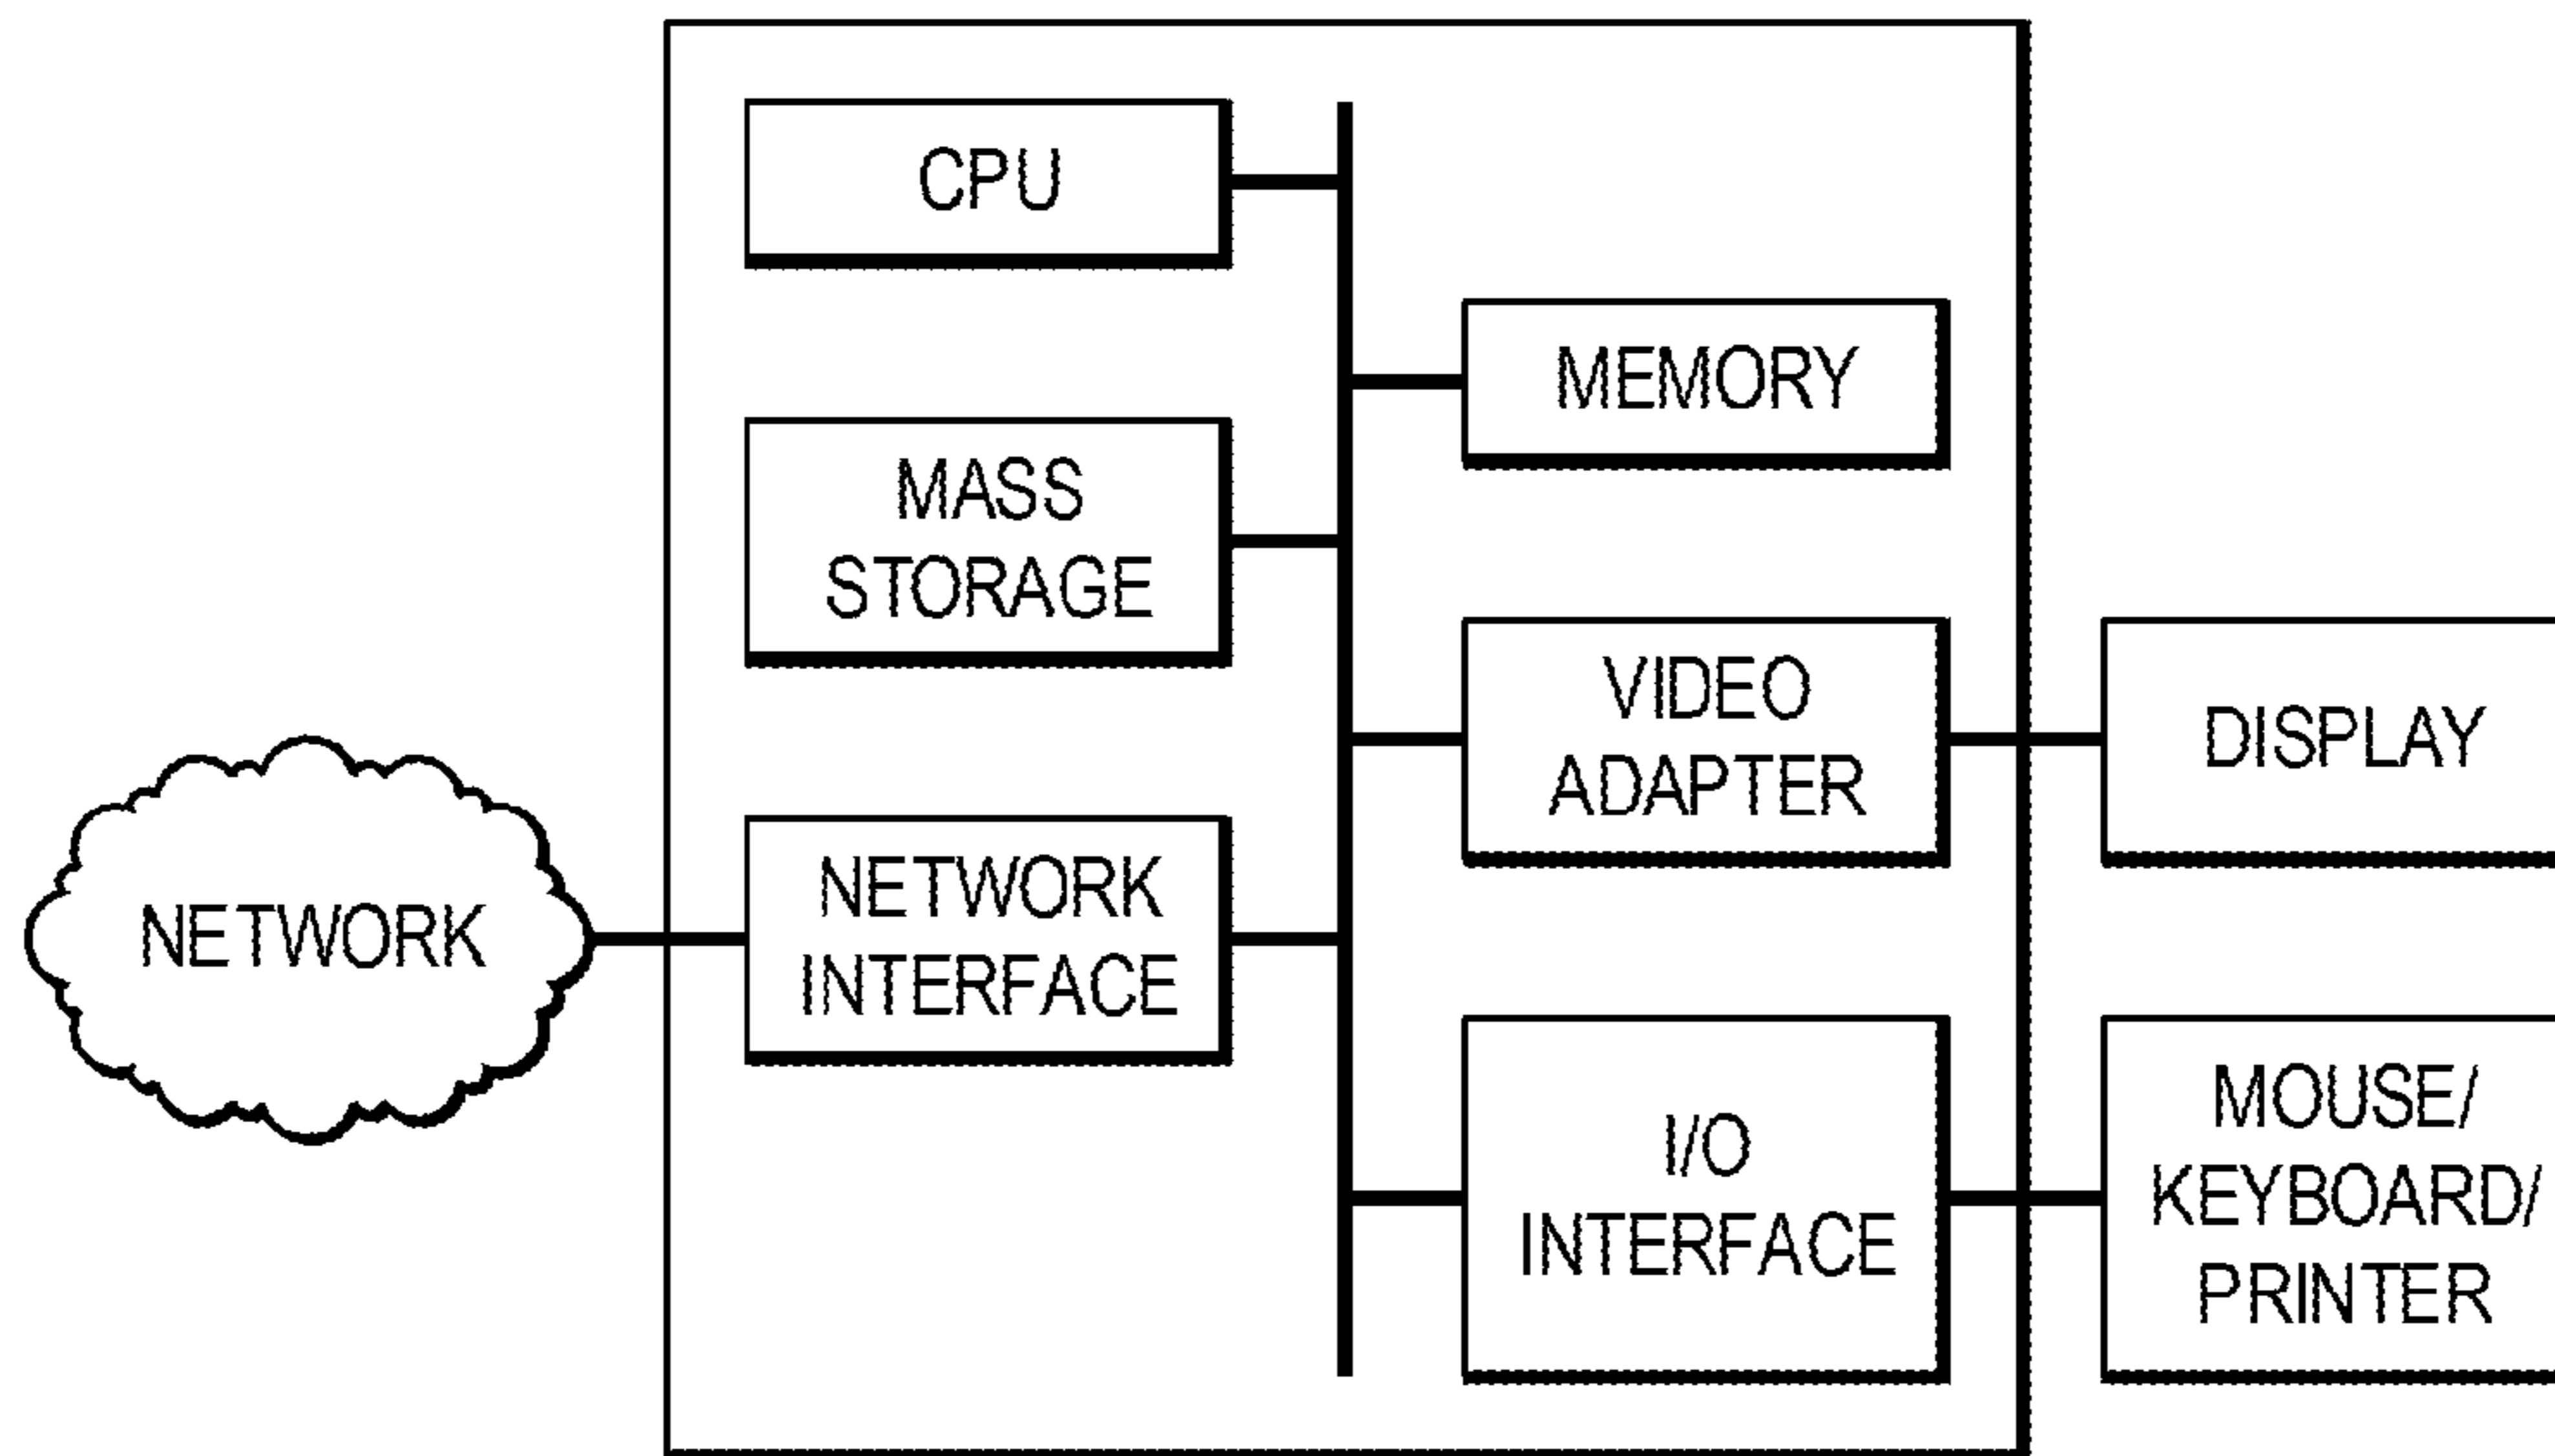 CPU
MEMORY
MASS
STORAGE
VIDEO
ADAPTER
DISPLAY
NETWORK
INTERFACE
NETWORK
I/O
INTERFACE
MOUSE/
KEYBOARD/
PRINTER